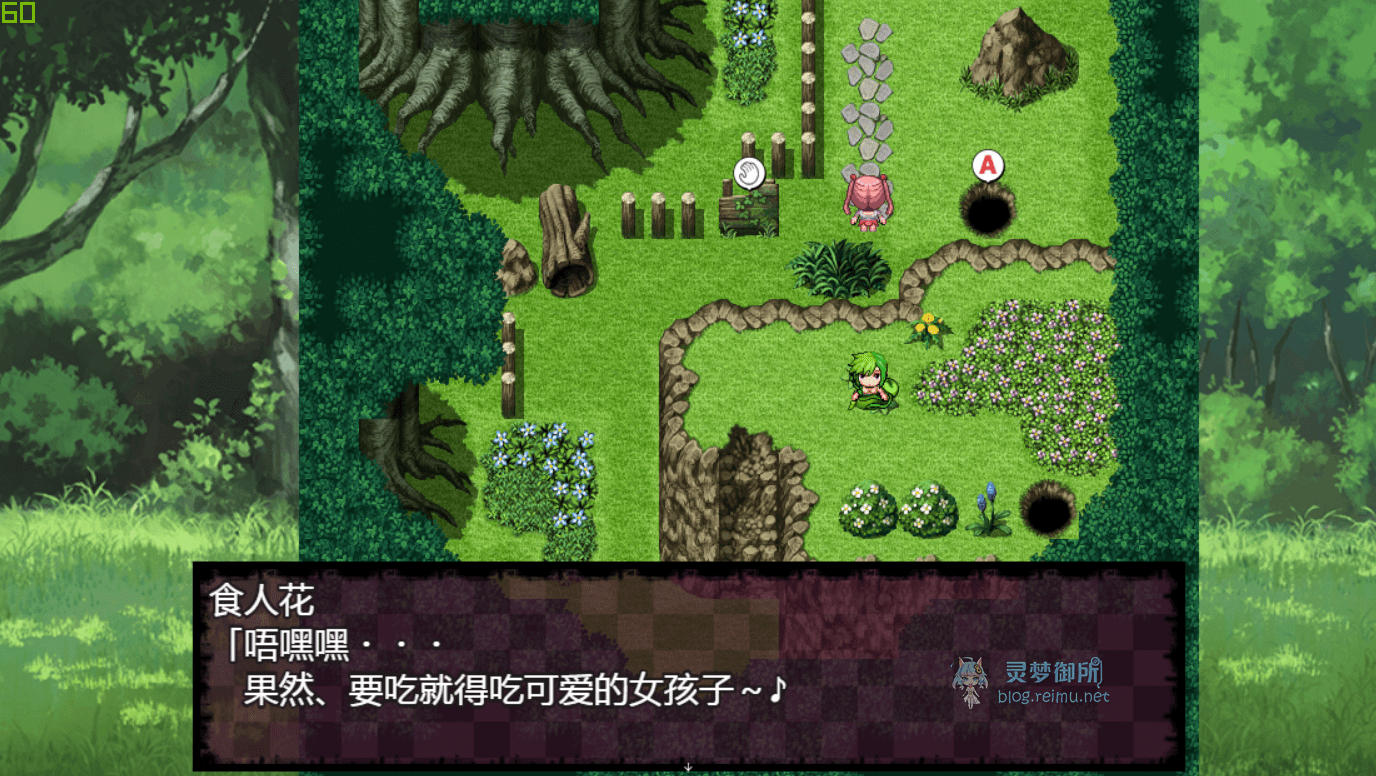 60
A
食人花
「唔嘿嘿・・・
果然、要吃就得吃可爱的女孩子～♪
灵梦御所
blog.reimu.net